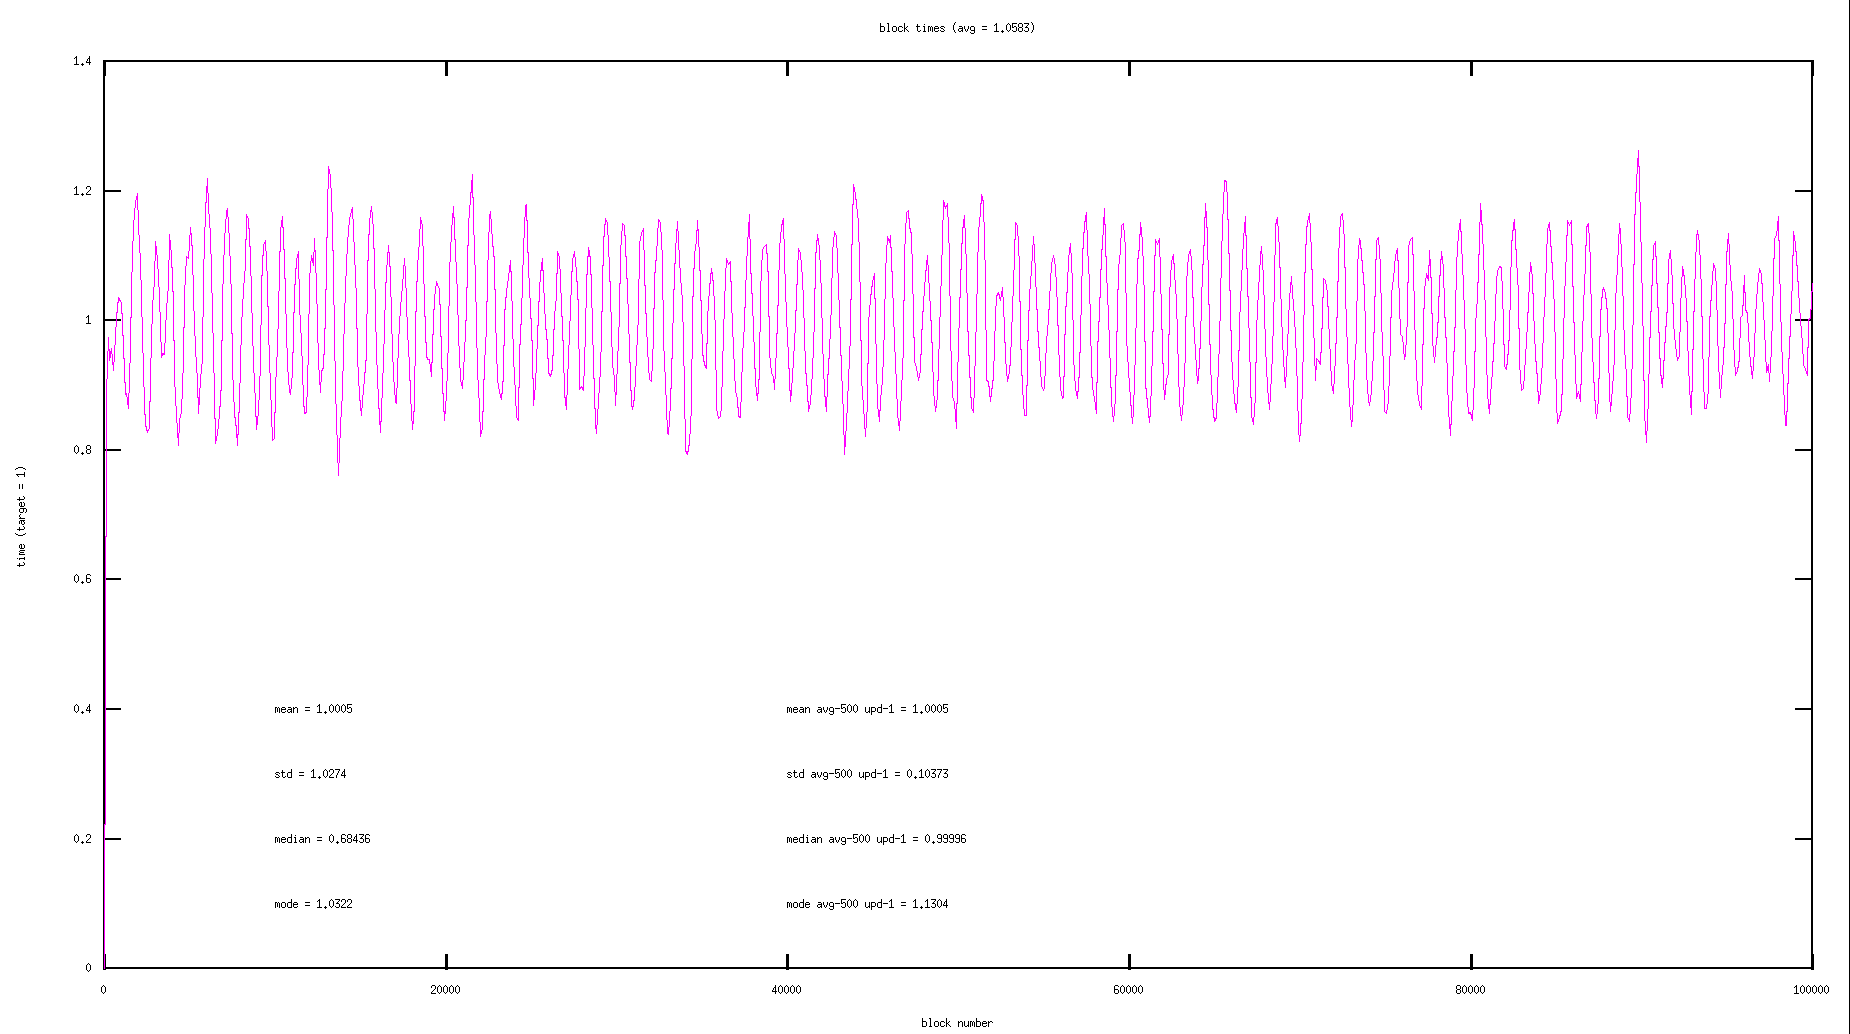 block times (avg = 1.0583)
1.4
1.2
1
0.8
0.6
0.4
0.2
0
time (target = 1)
mean = 1.0005
mean avg-500 upd-1 = 1.0005
std = 1.0274
std avg-500 upd-1 = 0.10373
median = 0.68436
median avg-500 upd-1 = 0.99996
mode = 1.0322
mode avg-500 upd-1 = 1.1304
0
20000
40000
60000
80000
100000
block number